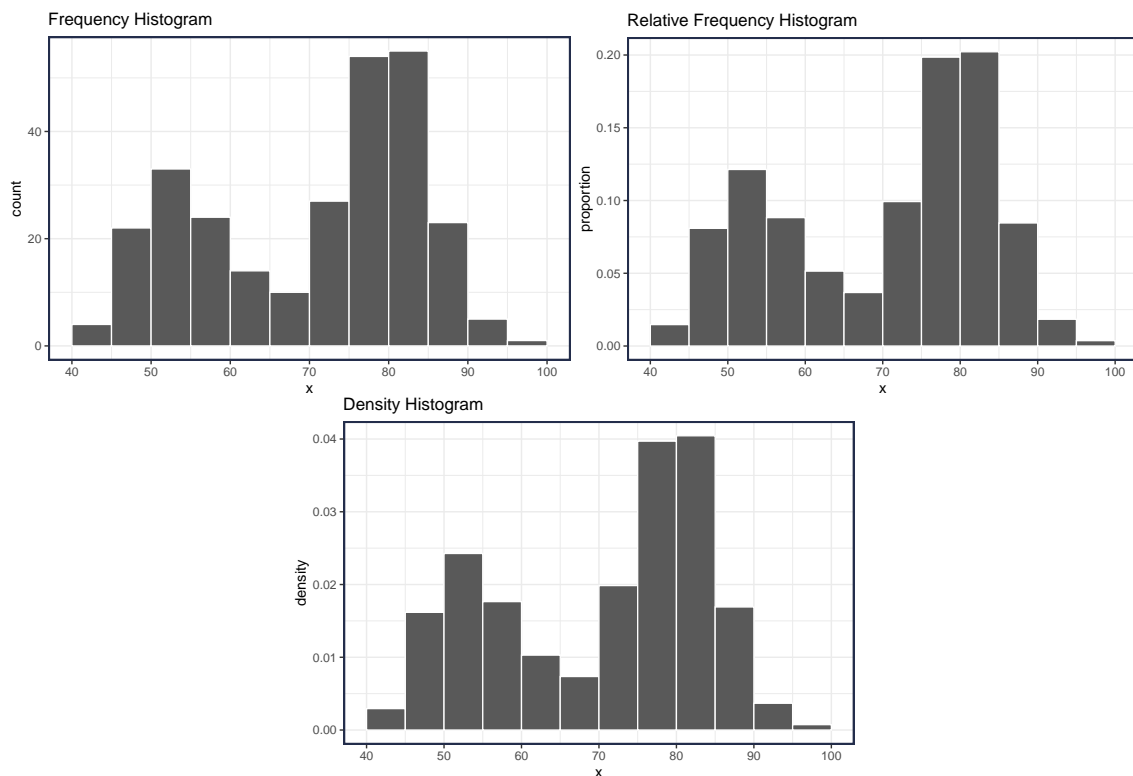 Frequency Histogram
count
40
20
0
40 50 60 70 80 90 100
x
Relative Frequency Histogram
proportion
0.20
0.15
0.10
0.05
0.00
40 50 60 70 80 90 100
x
Density Histogram
density
0.04
0.03
0.02
0.01
0.00
40 50 60 70 80 90 100
x